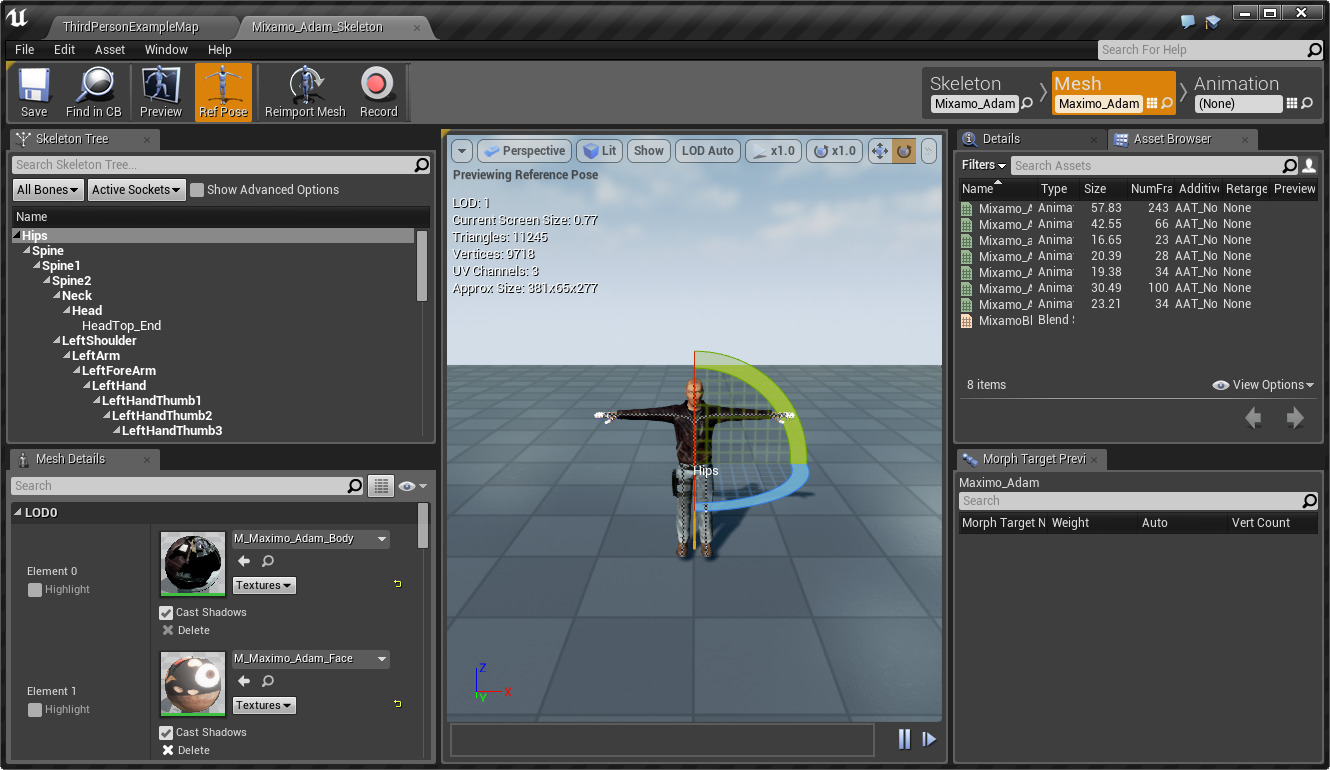 ThirdPersonExampleMap
Mixamo_Adam_Skeleton
File Edit Asset Window Help
Search For Help
Save Find in CB Preview Ref Pose Reimport Mesh Record
Skeleton Mesh Animation
Mixamo_Adam Maximo_Adam (None)
Skeleton Tree
Search Skeleton Tree...
All Bones Active Sockets Show Advanced Options
Name
Hips
Spine
Spine1
Spine2
Neck
Head
HeadTop_End
LeftShoulder
LeftArm
LeftForeArm
LeftHand
LeftHandThumb1
LeftHandThumb2
LeftHandThumb3
Mesh Details
Search
LOD0
Element 0
Highlight
M_Maximo_Adam_Body
Textures
Cast Shadows
Delete
Element 1
Highlight
M_Maximo_Adam_Face
Textures
Cast Shadows
Delete
Perspective Lit Show LOD Auto x1.0 x1.0
Previewing Reference Pose
LOD: 1
Current Screen Size: 0.77
Triangles: 11245
Vertices: 9718
UV Channels: 3
Approx Size: 381x65x277
Hips
Z
X
Y
Details Asset Browser
Filters Search Assets
Name Type Size NumFra Additive Retarge Preview
Mixamo_A Animat 57.83 243 AAT_No None
Mixamo_A Animat 42.55 66 AAT_No None
Mixamo_a Animat 16.65 23 AAT_No None
Mixamo_A Animat 20.39 28 AAT_No None
Mixamo_A Animat 19.38 34 AAT_No None
Mixamo_A Animat 30.49 100 AAT_No None
Mixamo_A Animat 23.21 34 AAT_No None
MixamoBl Blend S
8 items View Options
Morph Target Previ
Maximo_Adam
Search
Morph Target N Weight Auto Vert Count